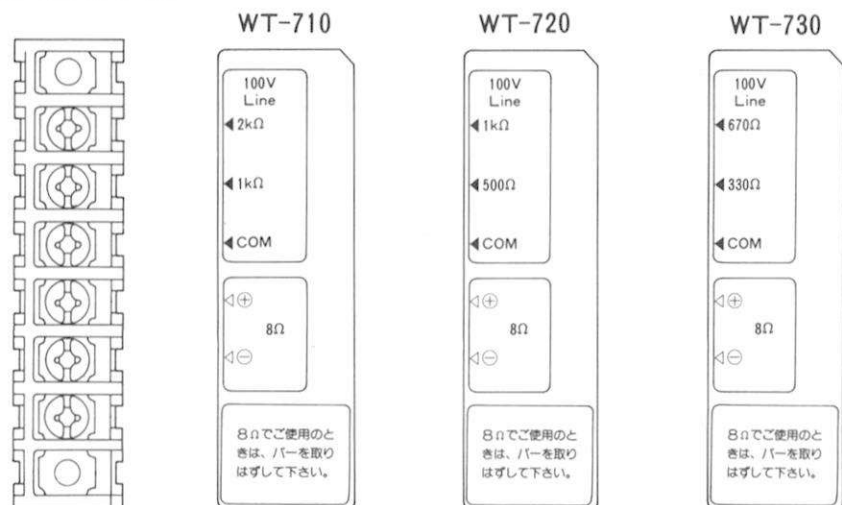 WT-710
100V
Line
◀2kΩ
◀1kΩ
◀COM
◁⊕
8Ω
◁⊖
8Ωでご使用のと
きは、バーを取り
はずして下さい。
WT-720
100V
Line
◀1kΩ
◀500Ω
◀COM
◁⊕
8Ω
◁⊖
8Ωでご使用のと
きは、バーを取り
はずして下さい。
WT-730
100V
Line
◀670Ω
◀330Ω
◀COM
◁⊕
8Ω
◁⊖
8Ωでご使用のと
きは、バーを取り
はずして下さい。